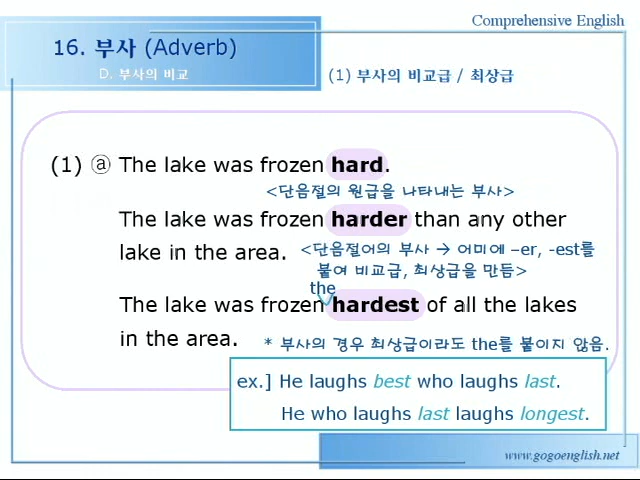 Comprehensive English
16. 부사 (Adverb)
D. 부사의 비교
(1) 부사의 비교급 / 최상급
(1) ⓐ The lake was frozen hard.
<단음절의 원급을 나타내는 부사>
The lake was frozen harder than any other
lake in the area.
<단음절어의 부사 → 어미에 –er, -est를
붙여 비교급, 최상급을 만듬>
the
The lake was frozen hardest of all the lakes
in the area.
* 부사의 경우 최상급이라도 the를 붙이지 않음.
ex.] He laughs best who laughs last.
He who laughs last laughs longest.
www.gogoenglish.net